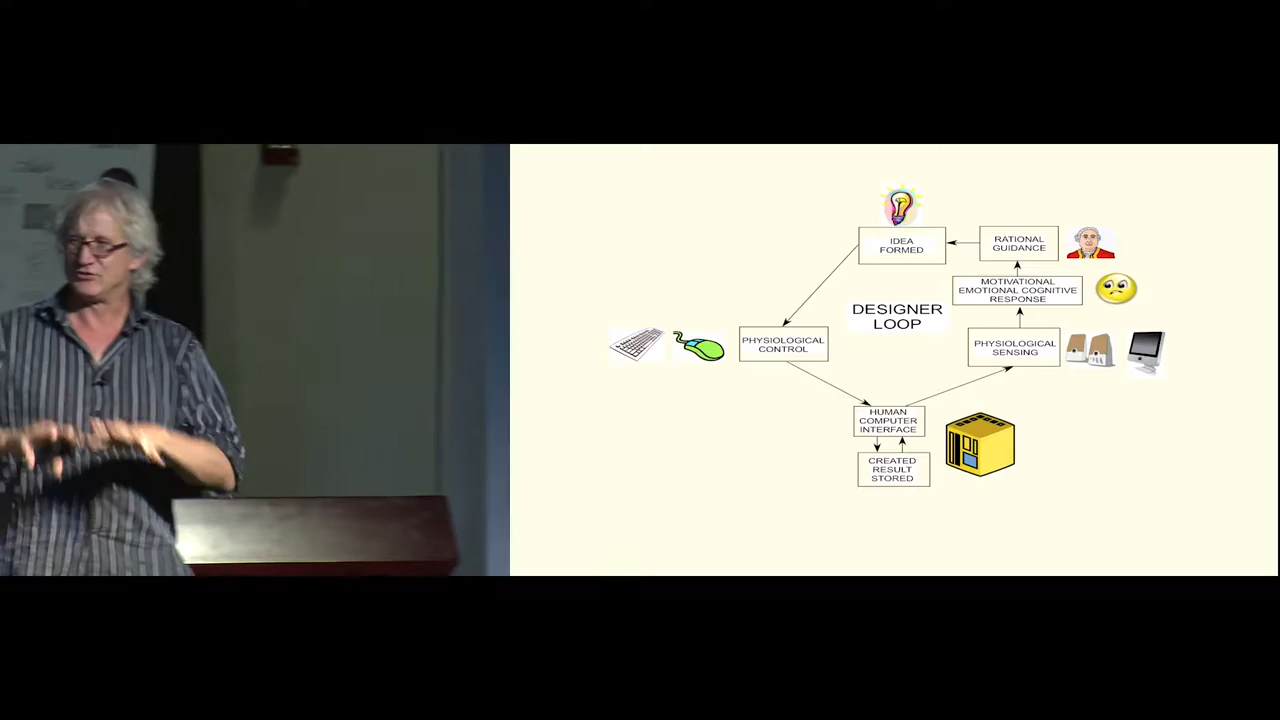 IDEA
FORMED
RATIONAL
GUIDANCE
MOTIVATIONAL
EMOTIONAL COGNITIVE
RESPONSE
DESIGNER
LOOP
PHYSIOLOGICAL
CONTROL
PHYSIOLOGICAL
SENSING
HUMAN
COMPUTER
INTERFACE
CREATED
RESULT
STORED